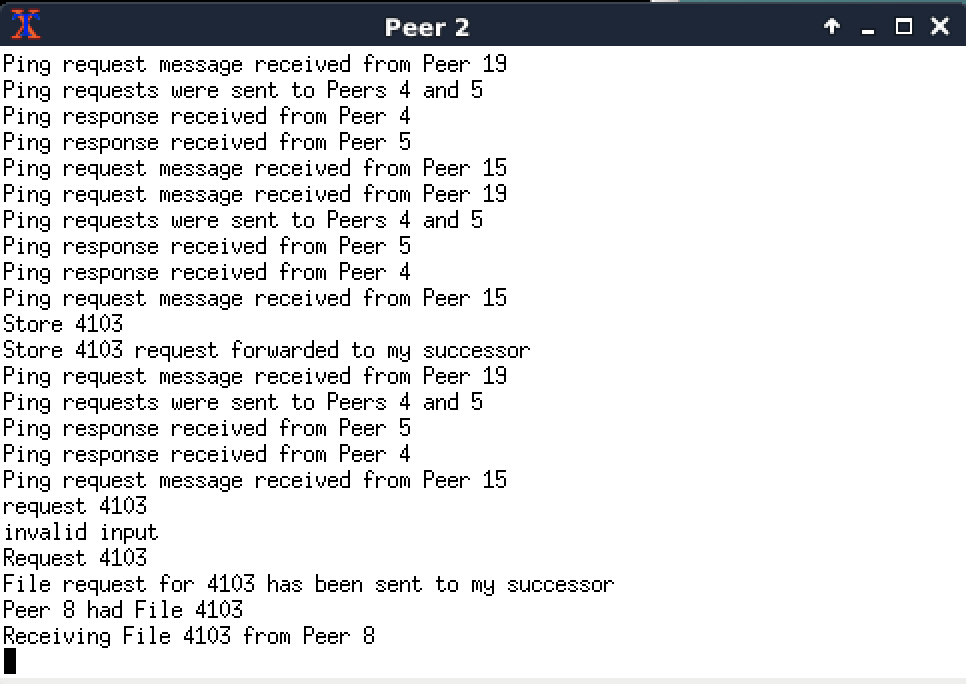 Peer 2
Ping request message received from Peer 19
Ping requests were sent to Peers 4 and 5
Ping response received from Peer 4
Ping response received from Peer 5
Ping request message received from Peer 15
Ping request message received from Peer 19
Ping requests were sent to Peers 4 and 5
Ping response received from Peer 5
Ping response received from Peer 4
Ping request message received from Peer 15
Store 4103
Store 4103 request forwarded to my successor
Ping request message received from Peer 19
Ping requests were sent to Peers 4 and 5
Ping response received from Peer 5
Ping response received from Peer 4
Ping request message received from Peer 15
request 4103
invalid input
Request 4103
File request for 4103 has been sent to my successor
Peer 8 had File 4103
Receiving File 4103 from Peer 8